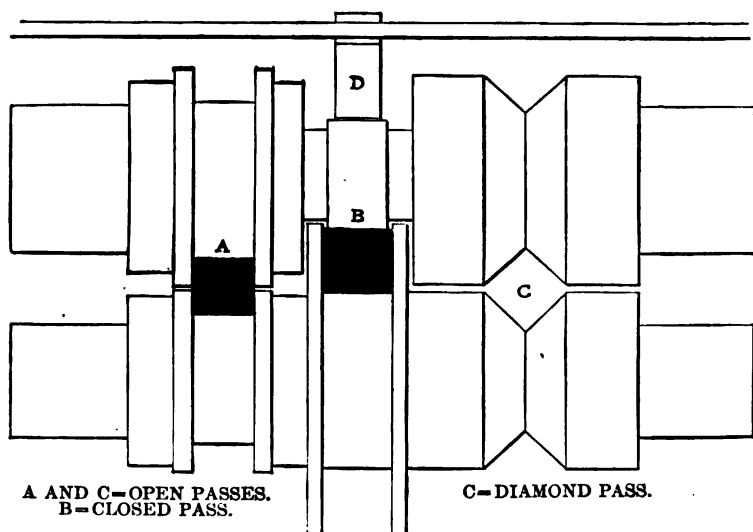 D
B
A
C
A AND C=OPEN PASSES.
B=CLOSED PASS.
C=DIAMOND PASS.